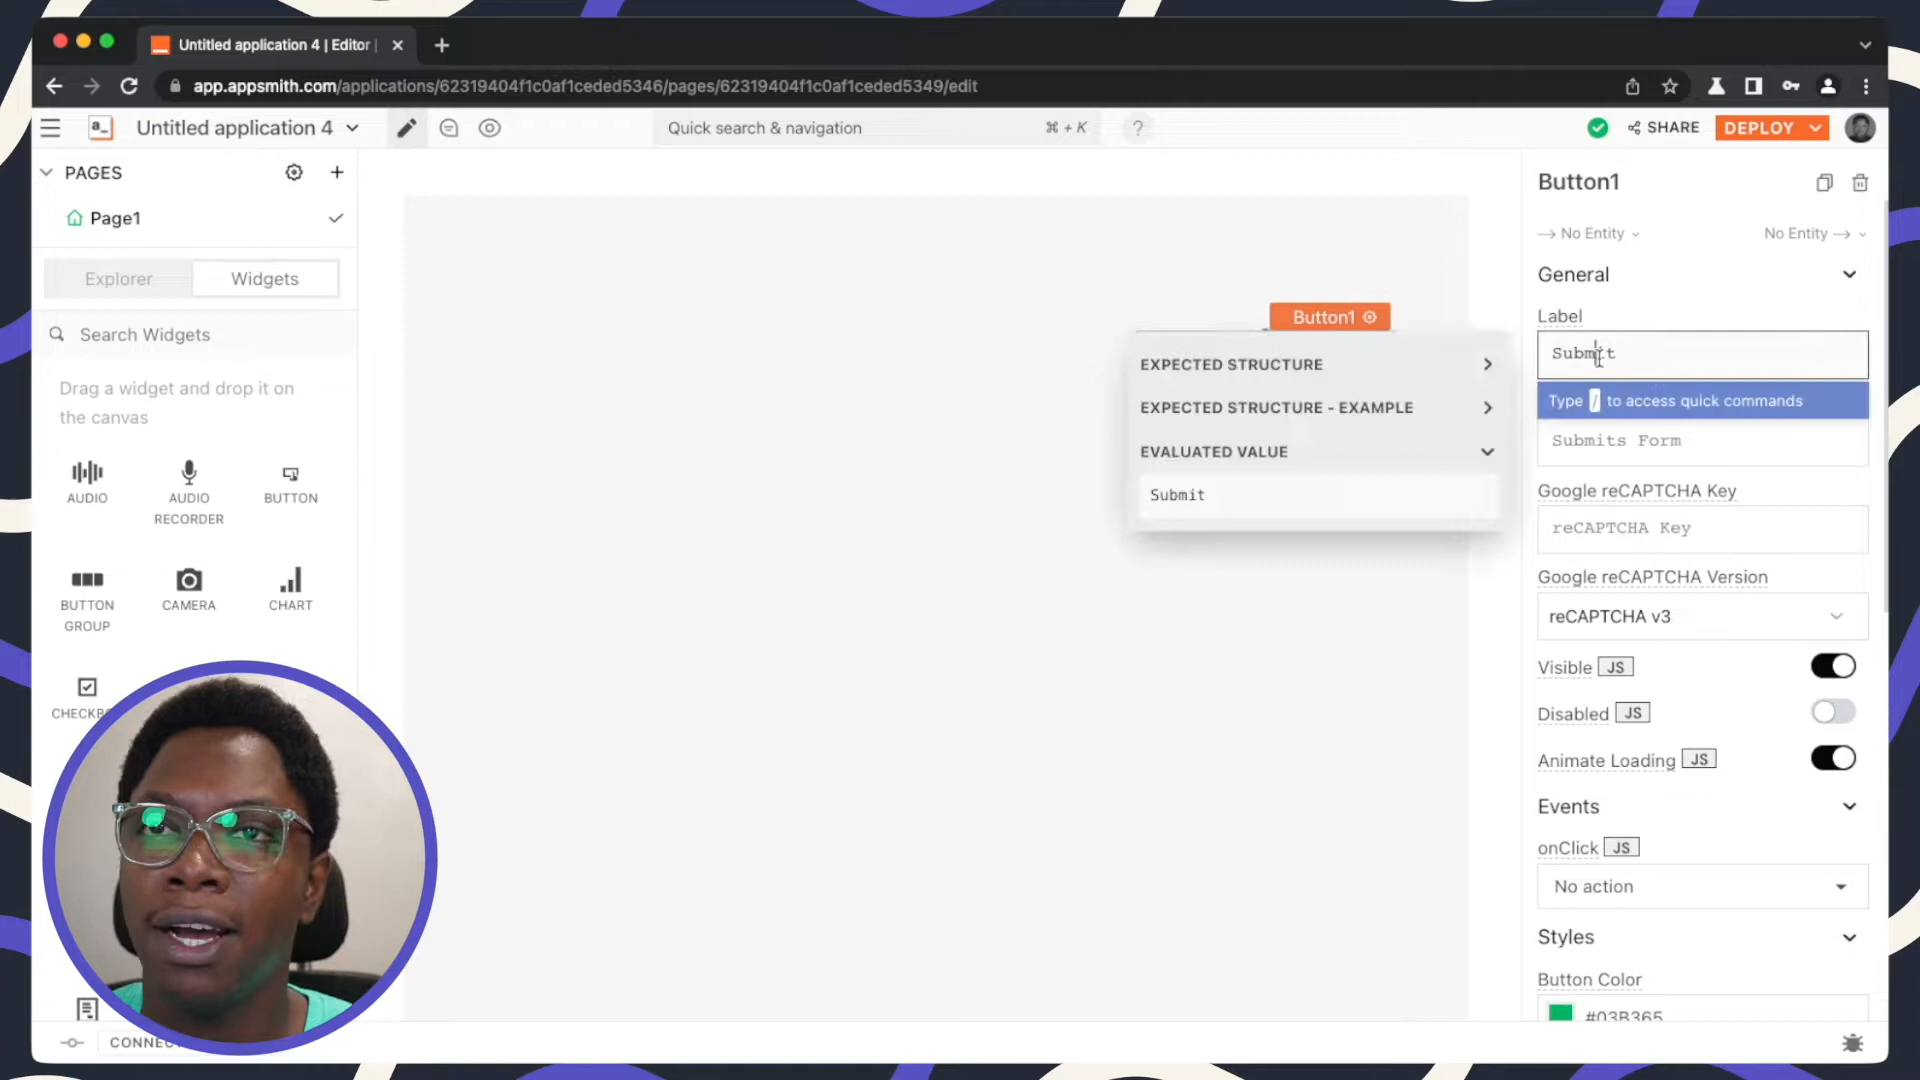 Untitled application 4 | Editor |
app.appsmith.com/applications/62319404f1c0af1ceded5346/pages/62319404f1c0af1ceded5349/edit
Untitled application 4
Quick search & navigation
⌘ + K
?
SHARE
DEPLOY
PAGES
Page1
Explorer
Widgets
Search Widgets
Drag a widget and drop it on
the canvas
AUDIO
AUDIO
RECORDER
BUTTON
BUTTON
GROUP
CAMERA
CHART
Button1
EXPECTED STRUCTURE
EXPECTED STRUCTURE - EXAMPLE
EVALUATED VALUE
Submit
Button1
No Entity
No Entity
General
Label
Submit
Type / to access quick commands
Submits Form
Google reCAPTCHA Key
reCAPTCHA Key
Google reCAPTCHA Version
reCAPTCHA v3
Visible JS
Disabled JS
Animate Loading JS
Events
onClick JS
No action
Styles
Button Color
#03B365